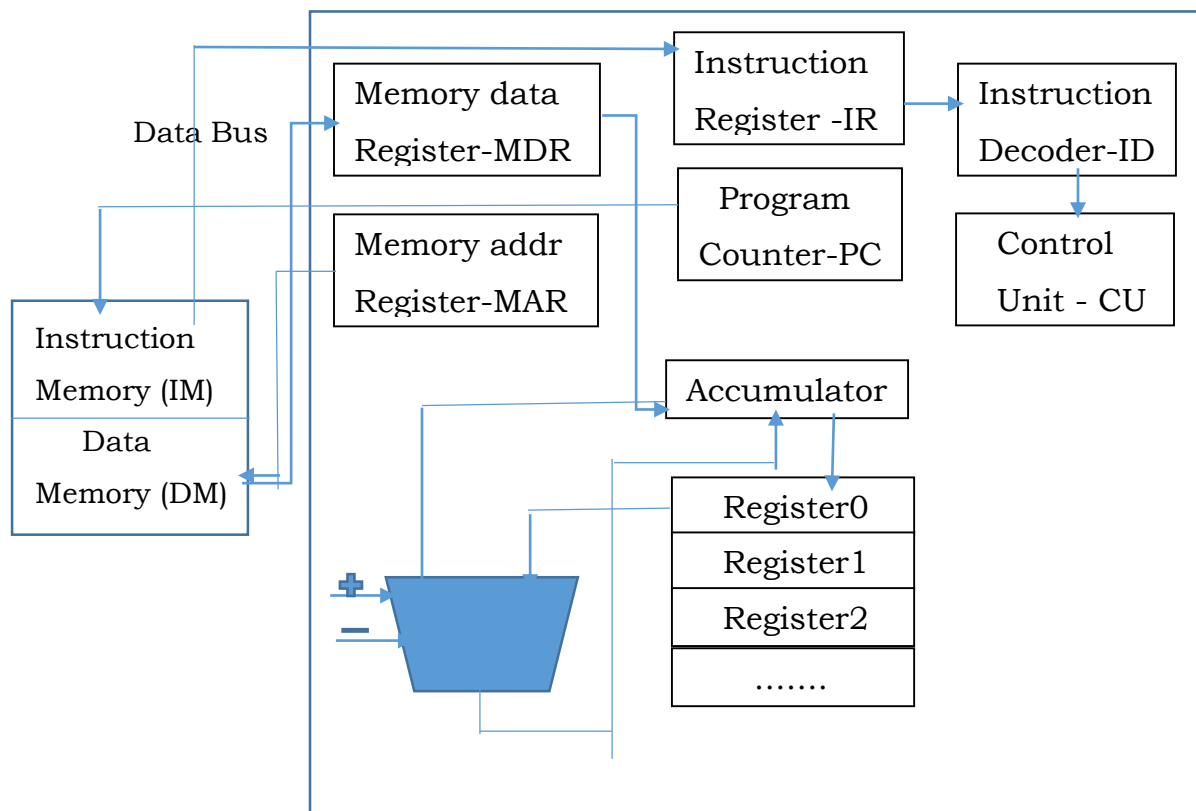 Instruction
Register -IR
Memory data
Register-MDR
Instruction
Decoder-ID
Data Bus
Program
Counter-PC
Memory addr
Register-MAR
Control
Unit - CU
Instruction
Memory (IM)
Data
Memory (DM)
Accumulator
Register0
Register1
Register2
.......
+
−